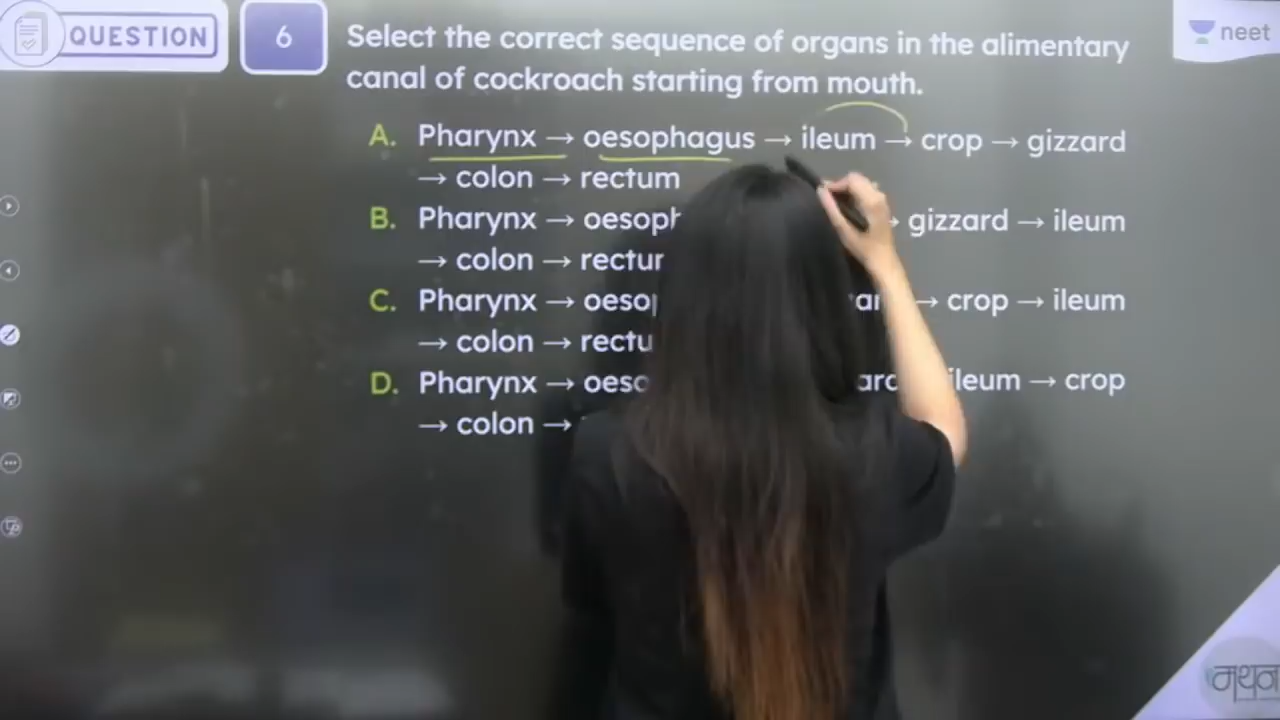 QUESTION
6
neet
Select the correct sequence of organs in the alimentary
canal of cockroach starting from mouth.
A. Pharynx → oesophagus → ileum → crop → gizzard
→ colon → rectum
B. Pharynx → → gizzard → ileum
→ colon →
C. Pharynx → → crop → ileum
→ colon →
D. Pharynx → ileum → crop
→ colon →
मंथन